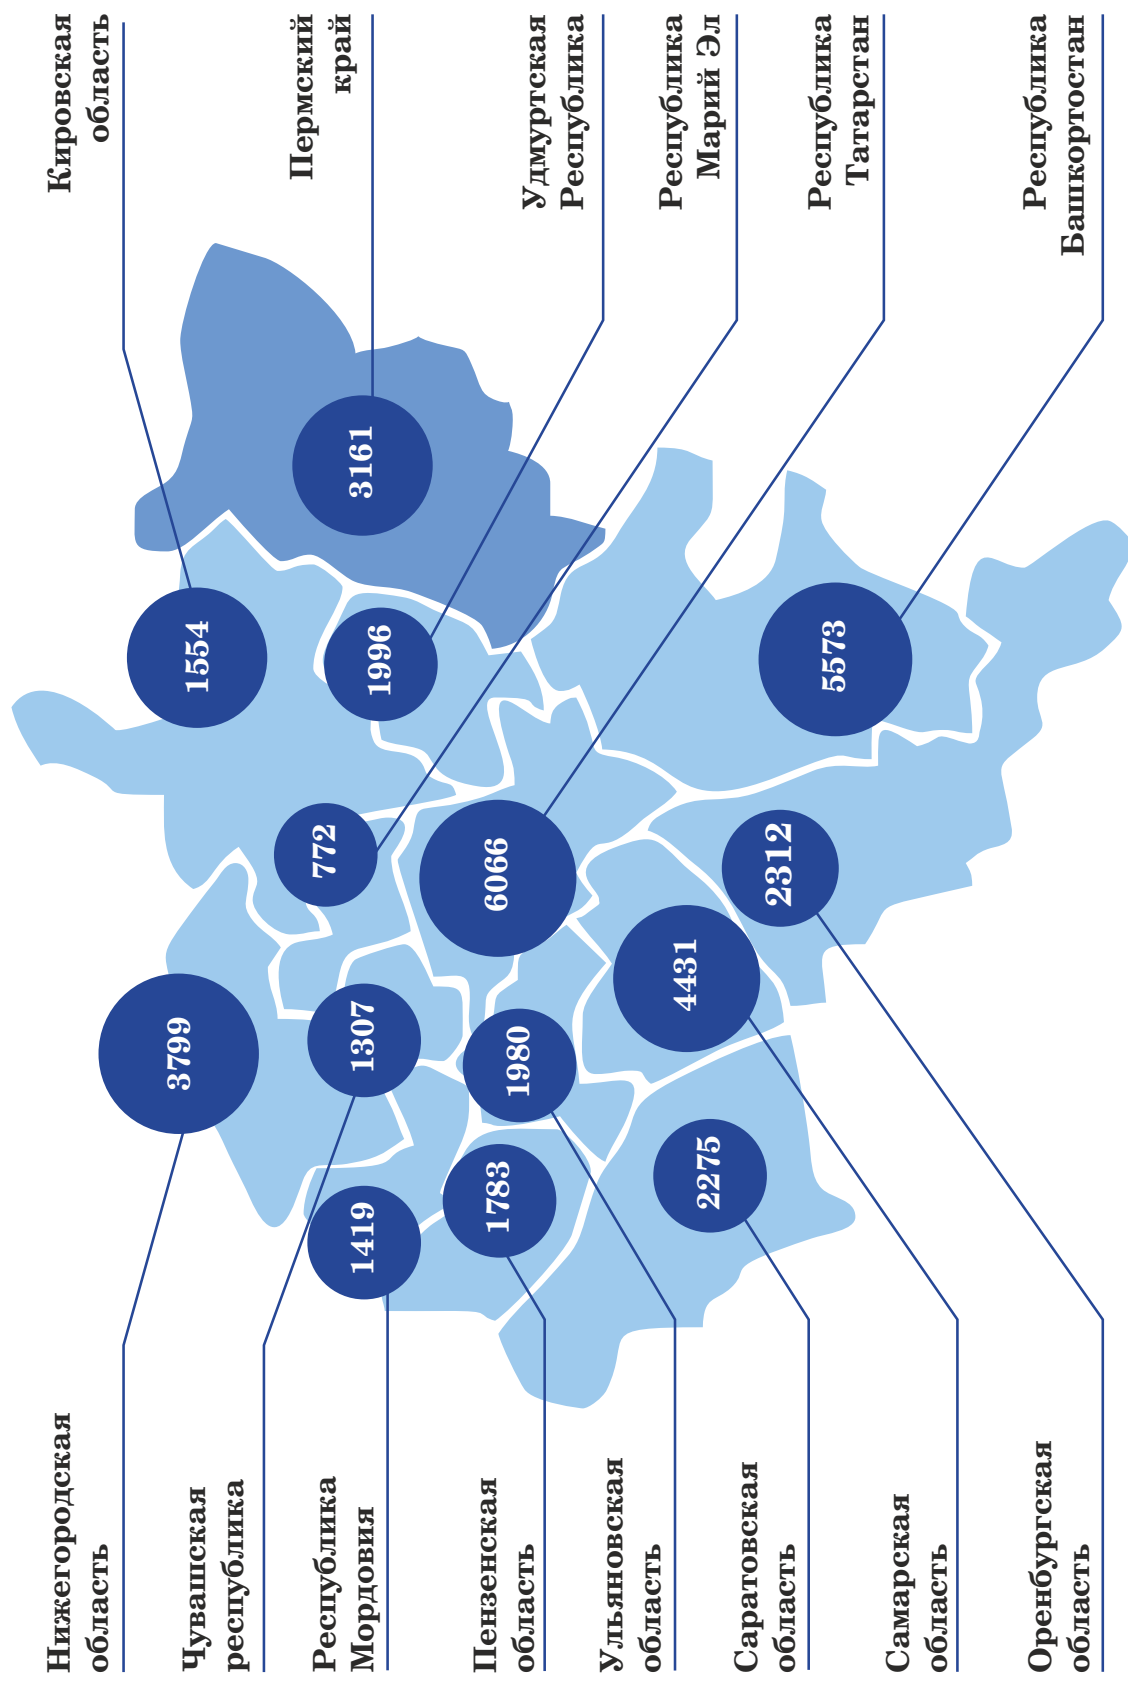 Нижегородская
область
Чувашская
республика
Республика
Мордовия
Пензенская
область
Ульяновская
область
Саратовская
область
Самарская
область
Оренбургская
область
3799
1307
1419
1783
1980
2275
4431
2312
1554
3161
1996
772
6066
5573
Кировская
область
Пермский
край
Удмуртская
Республика
Республика
Марий Эл
Республика
Татарстан
Республика
Башкортостан